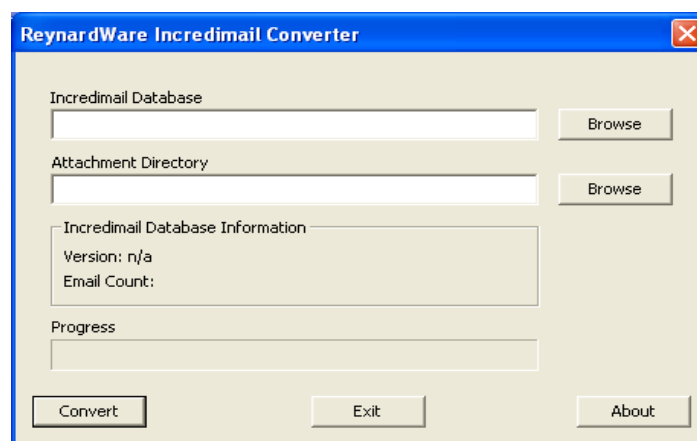 ReynardWare Incredimail Converter
Incredimail Database
Browse
Attachment Directory
Browse
Incredimail Database Information
Version: n/a
Email Count:
Progress
Convert Exit About